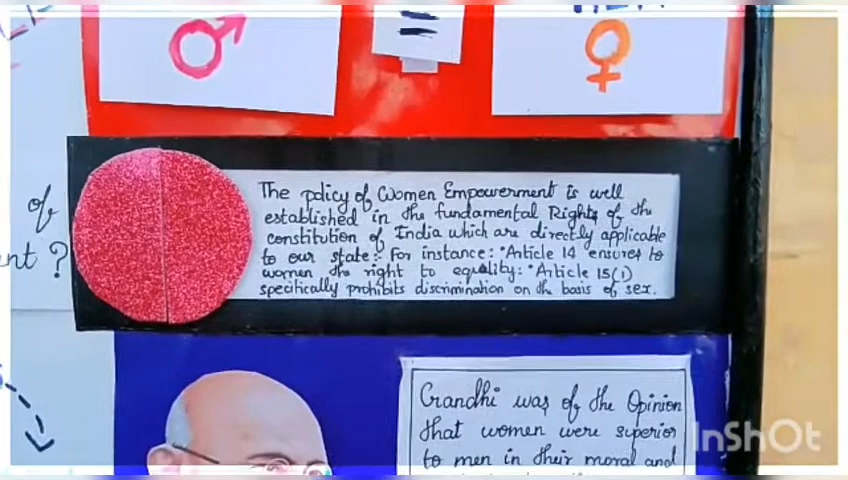 of
nt ?
The policy of Women Empowerment is well
established in the fundamental Rights of the
constitution of India which are directly applicable
to our state:- For instance: *Article 14 ensures to
women the right to equality: *Article 15(1)
specifically prohibits discrimination on the basis of sex.
Gandhi was of the Opinion
that women were superior
to men in their moral and
InShOt